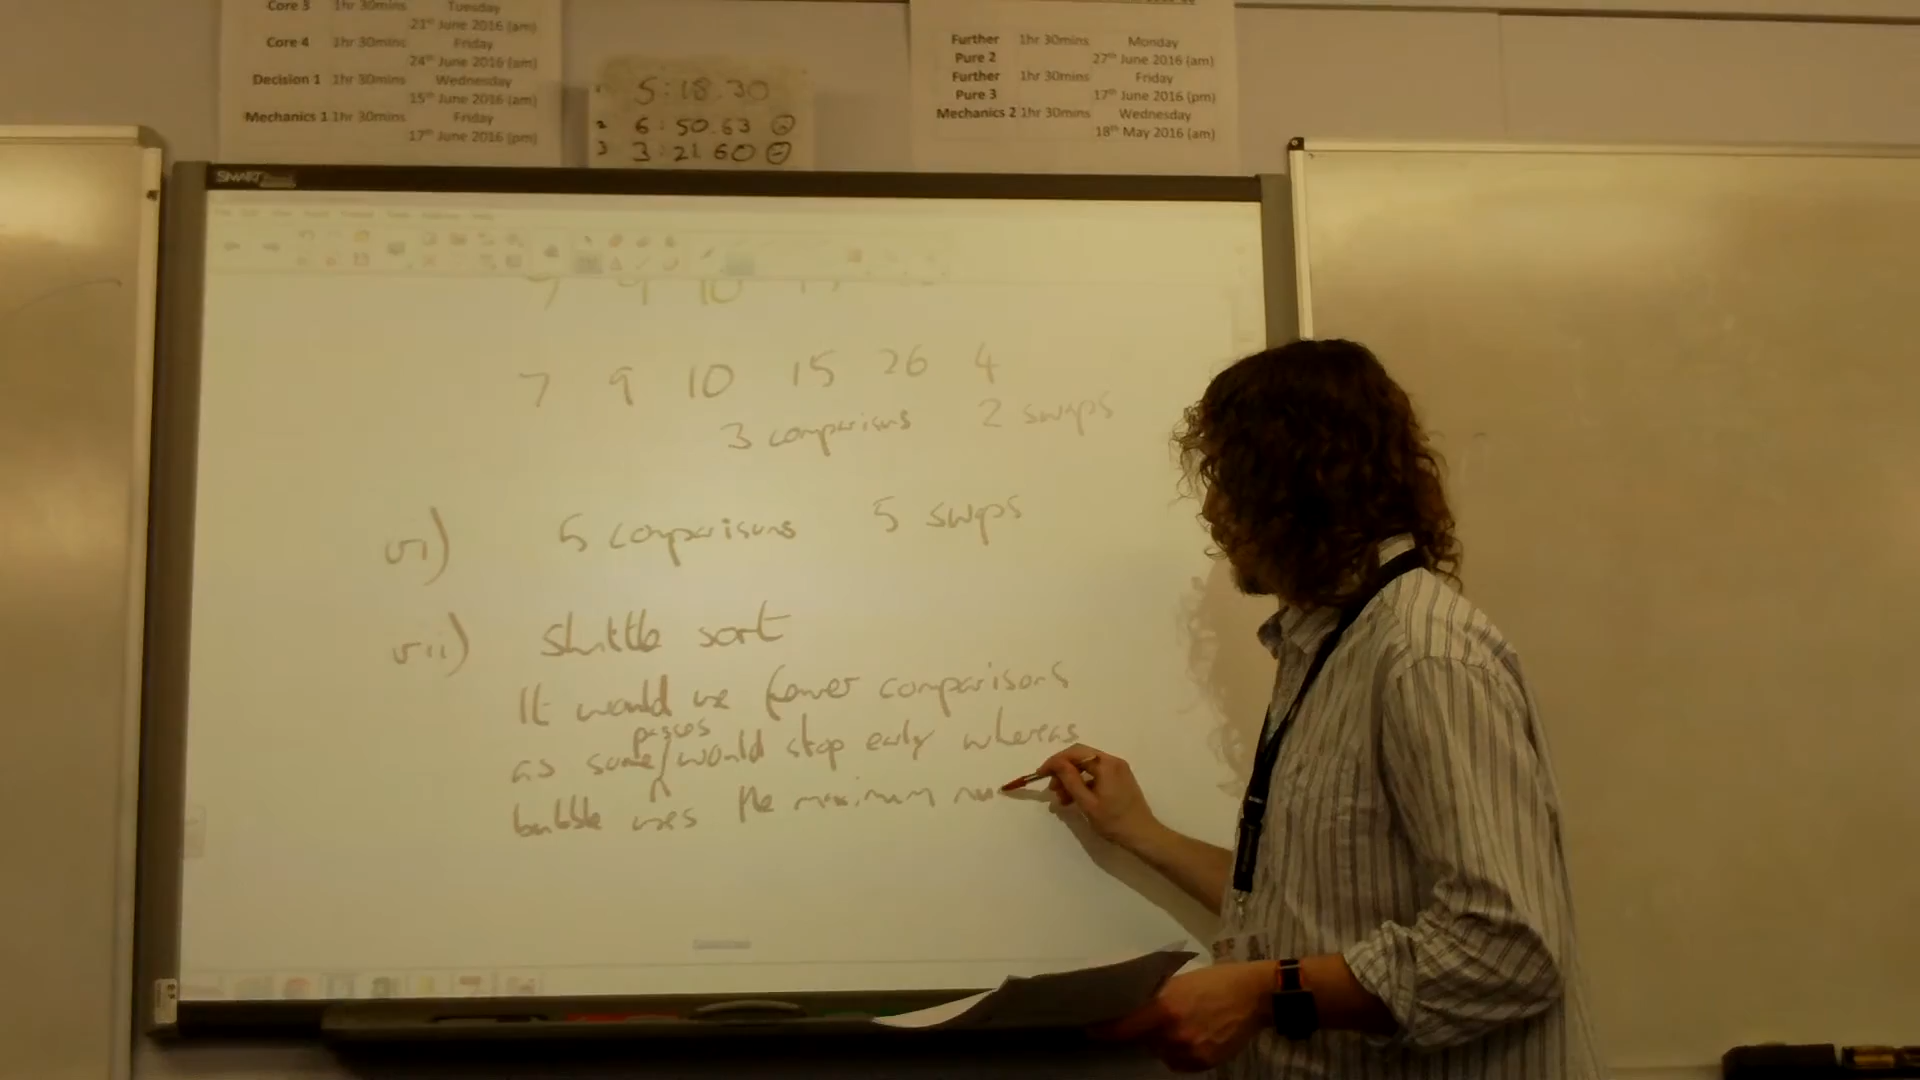 Core 3 1hr 30mins Tuesday
21st June 2016 (am)
Core 4 1hr 30mins Friday
24th June 2016 (am)
Decision 1 1hr 30mins Wednesday
15th June 2016 (am)
Mechanics 1 1hr 30mins Friday
17th June 2016 (pm)
5:18.30
2 6:50.63
3 3:21.60
Further 1hr 30mins Monday
Pure 2 27th June 2016 (am)
Further 1hr 30mins Friday
Pure 3 17th June 2016 (pm)
Mechanics 2 1hr 30mins Wednesday
18th May 2016 (am)
SMART
7 9 10
7 9 10 15 26 4
3 comparisons 2 swaps
vi) 5 comparisons 5 swaps
vii) shuttle sort
It would use fewer comparisons
as some passes would stop early whereas
bubble uses the maximum